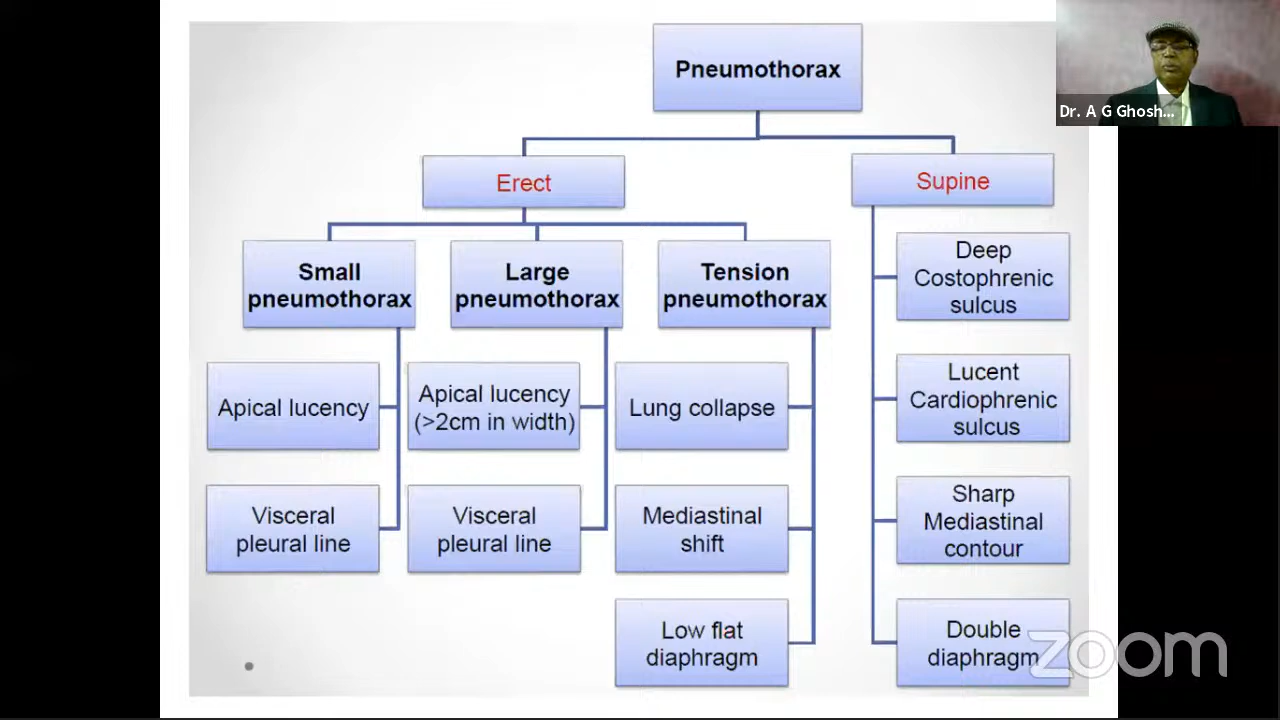 Pneumothorax
Dr. A G Ghosh...
Erect
Supine
Small
pneumothorax
Large
pneumothorax
Tension
pneumothorax
Deep
Costophrenic
sulcus
Apical lucency
Apical lucency
(>2cm in width)
Lung collapse
Lucent
Cardiophrenic
sulcus
Visceral
pleural line
Visceral
pleural line
Mediastinal
shift
Sharp
Mediastinal
contour
Low flat
diaphragm
Double
diaphragm
zoom